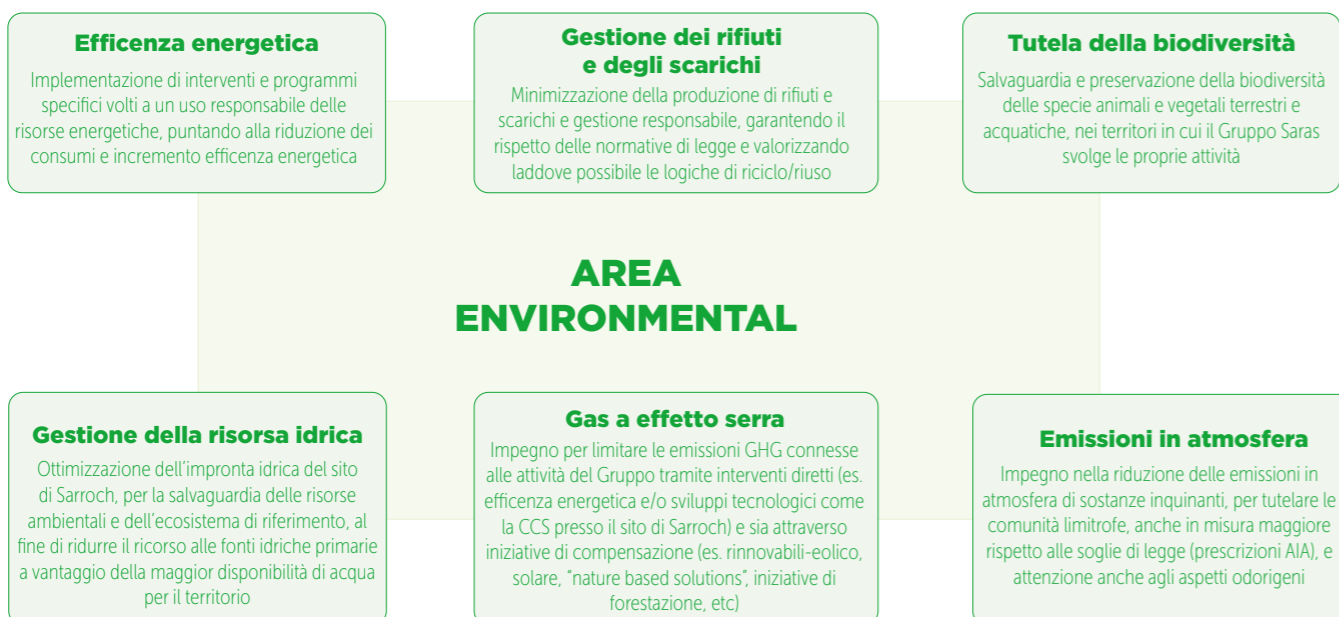 Efficenza energetica
Implementazione di interventi e programmi
specifici volti a un uso responsabile delle
risorse energetiche, puntando alla riduzione dei
consumi e incremento efficenza energetica
Gestione dei rifiuti
e degli scarichi
Minimizzazione della produzione di rifiuti e
scarichi e gestione responsabile, garantendo il
rispetto delle normative di legge e valorizzando
laddove possibile le logiche di riciclo/riuso
Tutela della biodiversità
Salvaguardia e preservazione della biodiversità
delle specie animali e vegetali terrestri e
acquatiche, nei territori in cui il Gruppo Saras
svolge le proprie attività
AREA
ENVIRONMENTAL
Gestione della risorsa idrica
Ottimizzazione dell'impronta idrica del sito
di Sarroch, per la salvaguardia delle risorse
ambientali e dell'ecosistema di riferimento, al
fine di ridurre il ricorso alle fonti idriche primarie
a vantaggio della maggior disponibilità di acqua
per il territorio
Gas a effetto serra
Impegno per limitare le emissioni GHG connesse
alle attività del Gruppo tramite interventi diretti (es.
efficenza energetica e/o sviluppi tecnologici come
la CCS presso il sito di Sarroch) e sia attraverso
iniziative di compensazione (es. rinnovabili-eolico,
solare, "nature based solutions", iniziative di
forestazione, etc)
Emissioni in atmosfera
Impegno nella riduzione delle emissioni in
atmosfera di sostanze inquinanti, per tutelare le
comunità limitrofe, anche in misura maggiore
rispetto alle soglie di legge (prescrizioni AIA), e
attenzione anche agli aspetti odorigeni